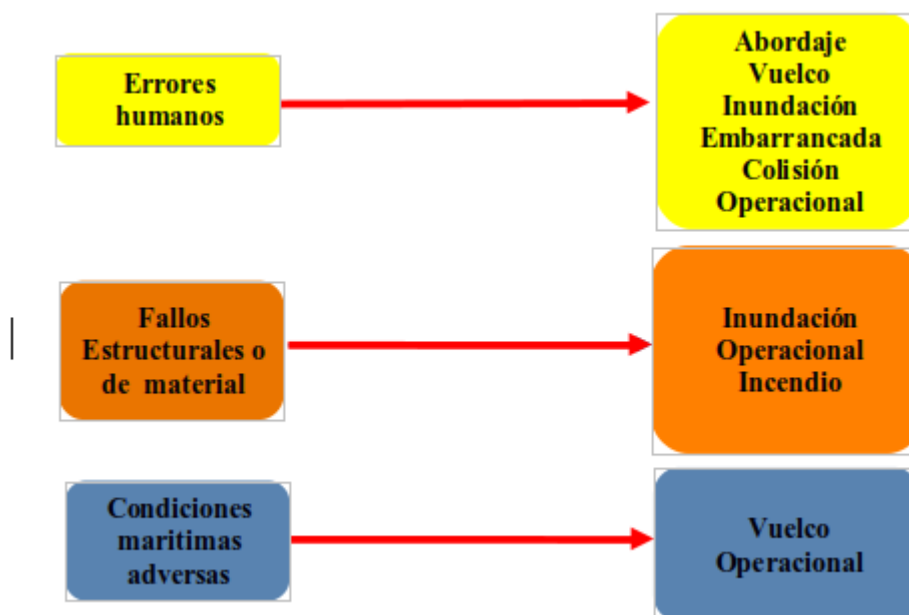 Errores
humanos
Abordaje
Vuelco
Inundación
Embarrancada
Colisión
Operacional
Fallos
Estructurales o
de material
Inundación
Operacional
Incendio
Condiciones
maritimas
adversas
Vuelco
Operacional